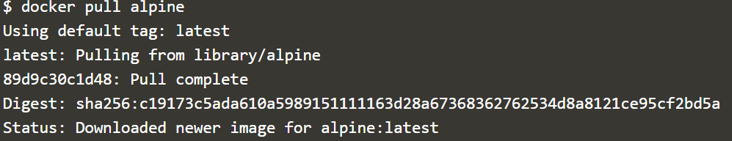 $ docker pull alpine
Using default tag: latest
latest: Pulling from library/alpine
89d9c30c1d48: Pull complete
Digest: sha256:c19173c5ada610a5989151111163d28a67368362762534d8a8121ce95cf2bd5a
Status: Downloaded newer image for alpine:latest